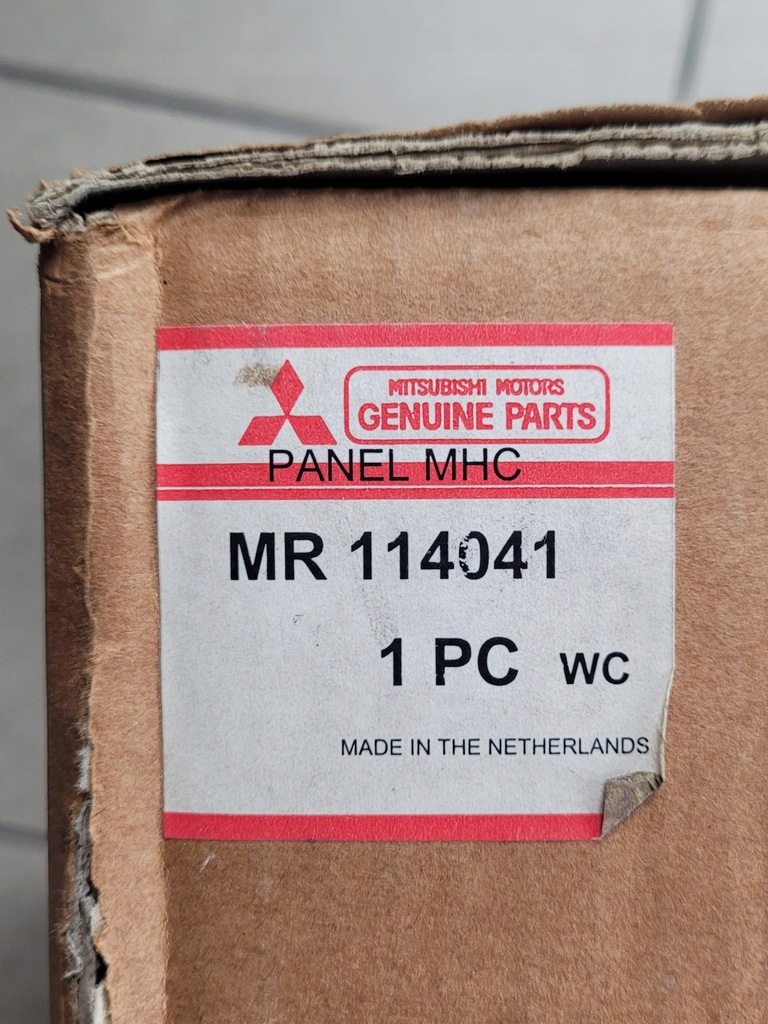 MITSUBISHI MOTORS
GENUINE PARTS
PANEL MHC
MR 114041
1 PC WC
MADE IN THE NETHERLANDS